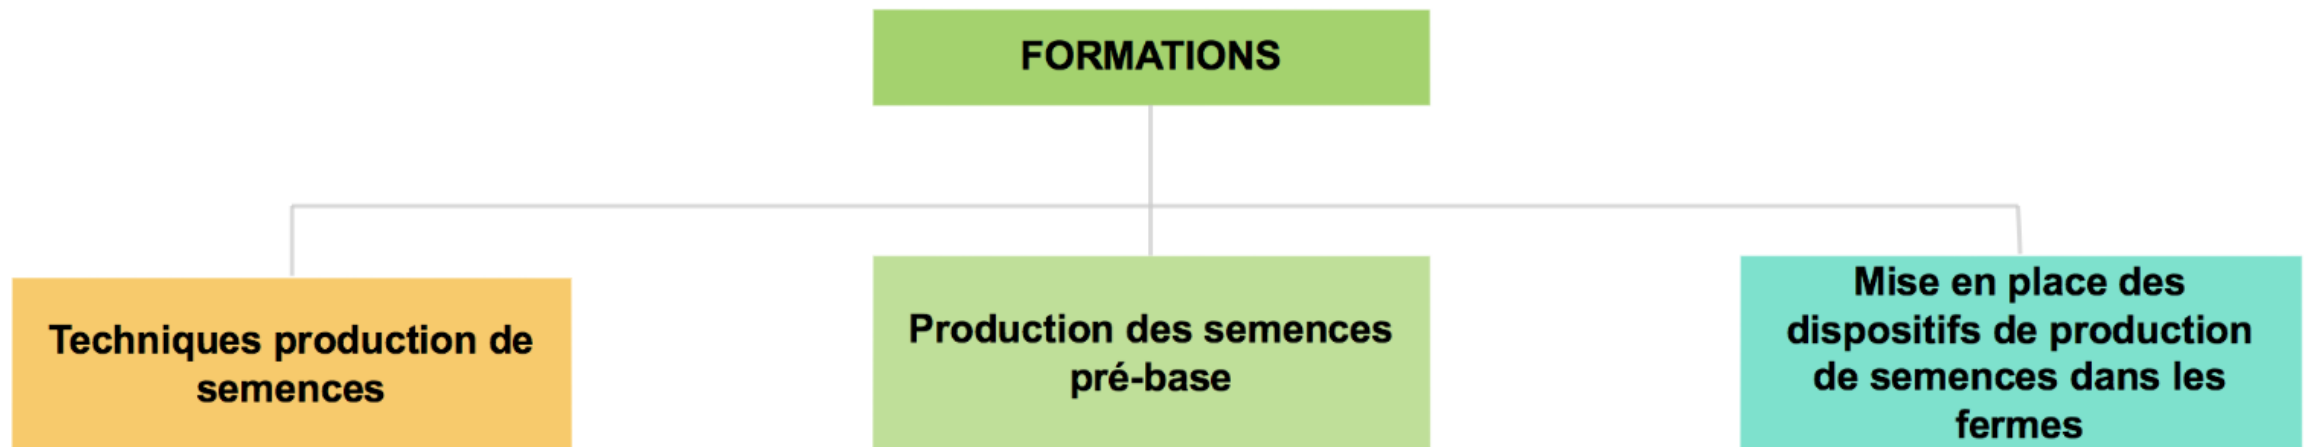 FORMATIONS
Techniques production de
semences
Production des semences
pré-base
Mise en place des
dispositifs de production
de semences dans les
fermes